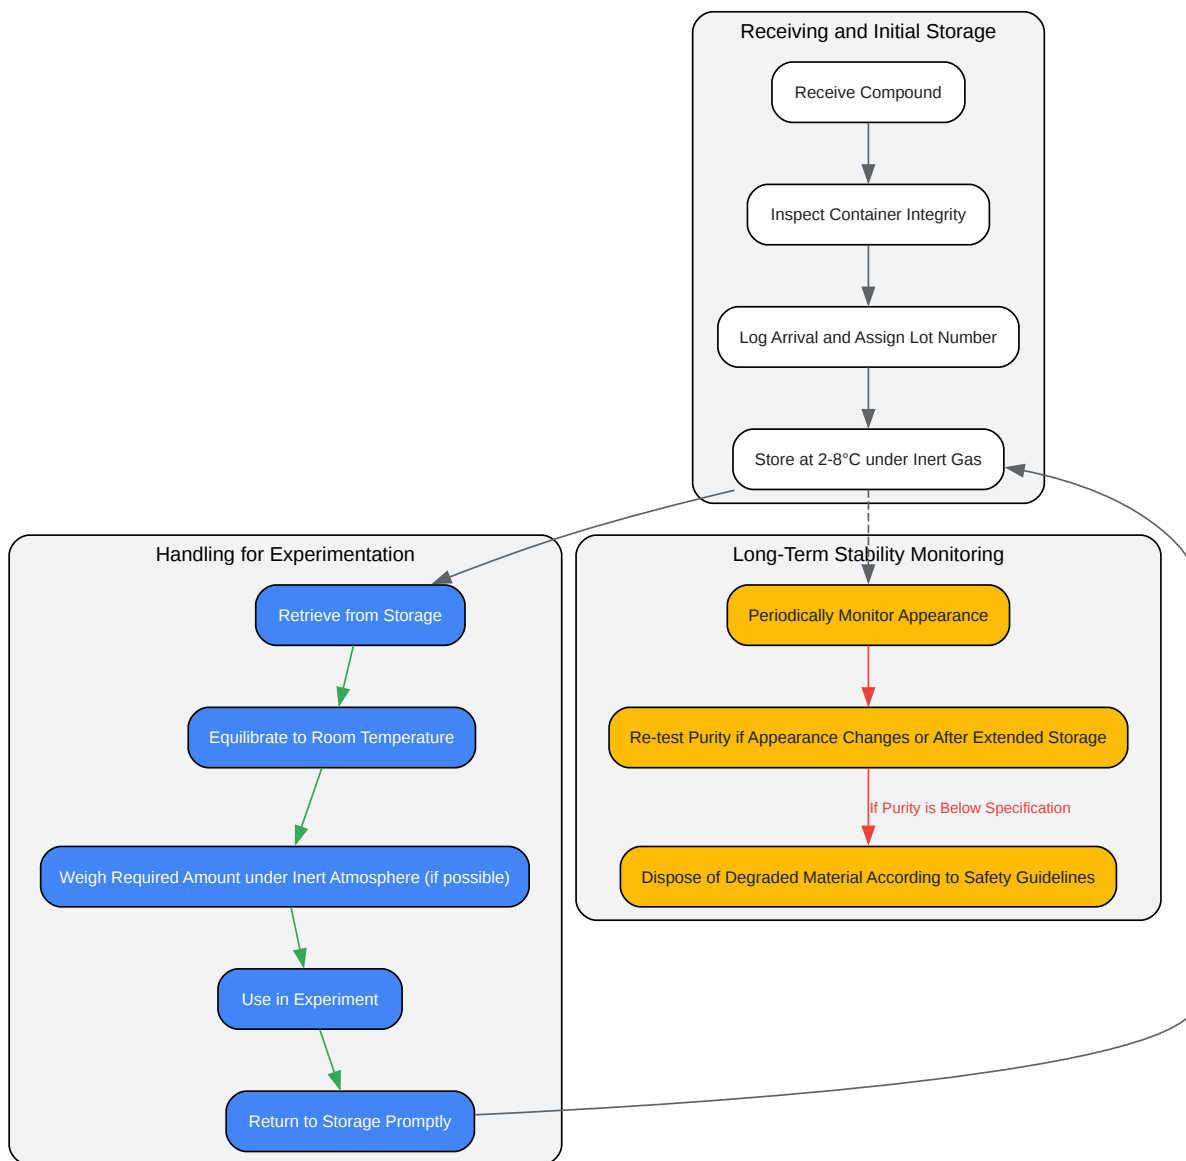 Receiving and Initial Storage
Receive Compound
Inspect Container Integrity
Log Arrival and Assign Lot Number
Store at 2-8°C under Inert Gas
Handling for Experimentation
Retrieve from Storage
Equilibrate to Room Temperature
Weigh Required Amount under Inert Atmosphere (if possible)
Use in Experiment
Return to Storage Promptly
Long-Term Stability Monitoring
Periodically Monitor Appearance
Re-test Purity if Appearance Changes or After Extended Storage
If Purity is Below Specification
Dispose of Degraded Material According to Safety Guidelines